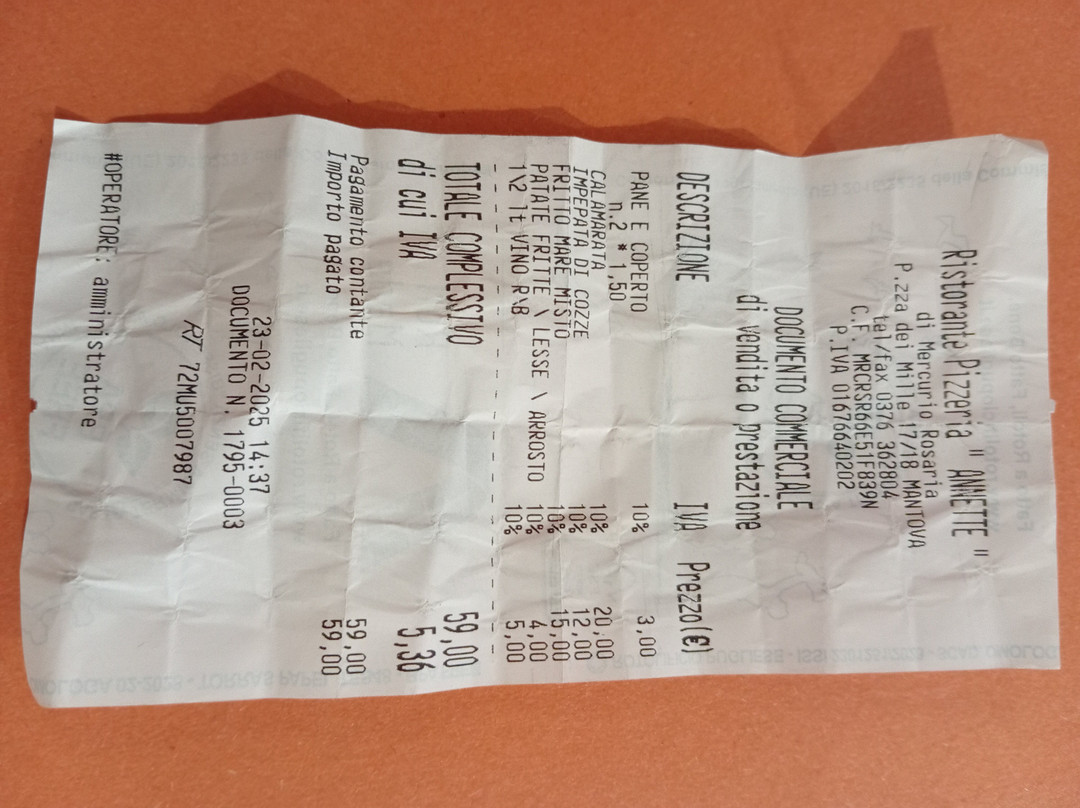 Ristorante Pizzeria " ANNETTE "
di Mercurio Rosaria
P.zza dei Mille 17/18 MANTOVA
tel/fax 0376 362804
C.F. MRCRSR66E51F839N
P.IVA 01676640202
DOCUMENTO COMMERCIALE
di vendita o prestazione
DESCRIZIONE IVA Prezzo(€)
PANE E COPERTO 10% 3,00
n.2 * 1,50
CALAMARATA 10% 20,00
IMPEPATA DI COZZE 10% 12,00
FRITTO MARE MISTO 10% 15,00
PATATE FRITTE \ LESSE \ ARROSTO 10% 4,00
1\2 lt VINO R\B 10% 5,00
TOTALE COMPLESSIVO 59,00
di cui IVA 5,36
Pagamento contante 59,00
Importo pagato 59,00
23-02-2025 14:37
DOCUMENTO N. 1795-0003
RT 72MU5007987
#OPERATORE: amministratore